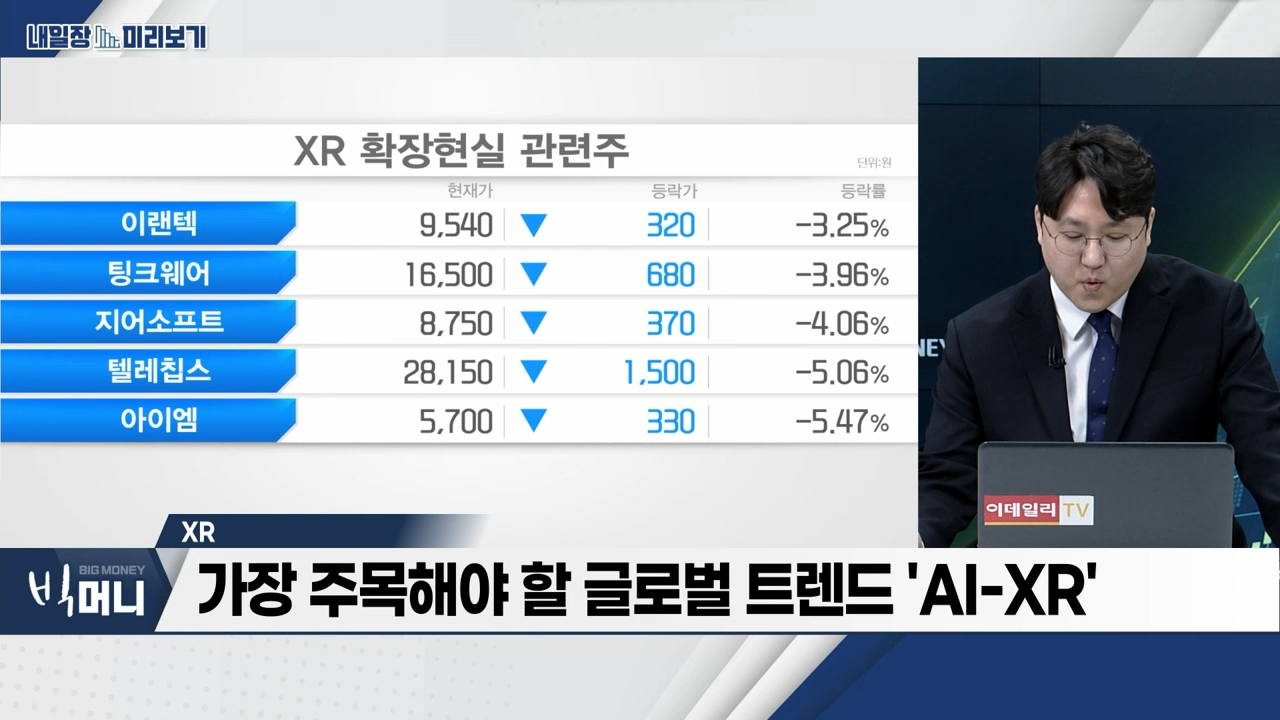 내일장 미리보기
XR 확장현실 관련주
단위:원
현재가 등락가 등락률
이랜텍 9,540 ▼ 320 -3.25%
팅크웨어 16,500 ▼ 680 -3.96%
지어소프트 8,750 ▼ 370 -4.06%
텔레칩스 28,150 ▼ 1,500 -5.06%
아이엠 5,700 ▼ 330 -5.47%
NEY
이데일리TV
XR
BIG MONEY
빅머니
가장 주목해야 할 글로벌 트렌드 'AI-XR'